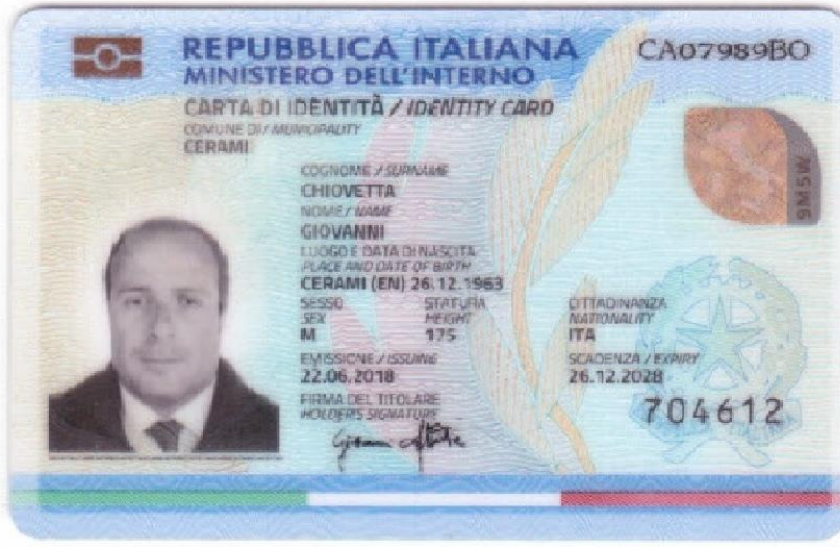 REPUBBLICA ITALIANA
CA07989BO
MINISTERO DELL'INTERNO
CARTA DI IDENTITÀ / IDENTITY CARD
COMUNE DI / MUNICIPALITY
CERAMI
COGNOME / SURNAME
CHIOVETTA
NOME / NAME
GIOVANNI
LUOGO E DATA DI NASCITA
PLACE AND DATE OF BIRTH
CERAMI (EN) 26.12.1963
SESSO STATURA CITTADINANZA
SEX HEIGHT NATIONALITY
M 175 ITA
EMISSIONE / ISSUING SCADENZA / EXPIRY
22.06.2018 26.12.2028
FIRMA DEL TITOLARE
HOLDER'S SIGNATURE
704612
9M5W